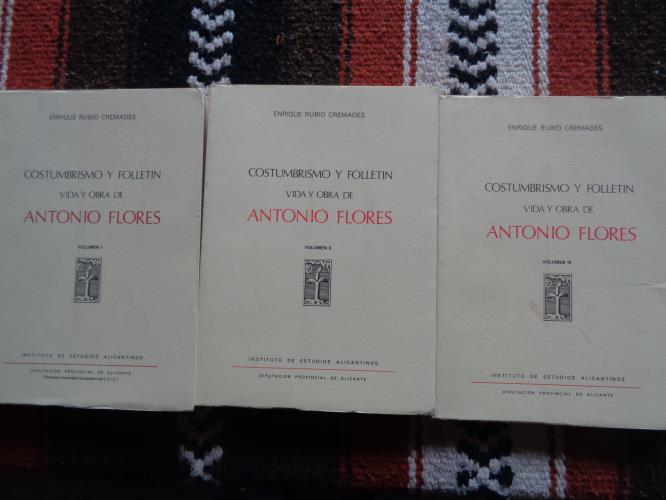 ENRIQUE RUBIO CREMADES
COSTUMBRISMO Y FOLLETIN
VIDA Y OBRA DE
ANTONIO FLORES
VOLUMEN I
INSTITUTO DE ESTUDIOS ALICANTINOS
DIPUTACION PROVINCIAL DE ALICANTE
ENRIQUE RUBIO CREMADES
COSTUMBRISMO Y FOLLETIN
VIDA Y OBRA DE
ANTONIO FLORES
VOLUMEN II
INSTITUTO DE ESTUDIOS ALICANTINOS
DIPUTACION PROVINCIAL DE ALICANTE
ENRIQUE RUBIO CREMADES
COSTUMBRISMO Y FOLLETIN
VIDA Y OBRA DE
ANTONIO FLORES
VOLUMEN III
INSTITUTO DE ESTUDIOS ALICANTINOS
DIPUTACION PROVINCIAL DE ALICANTE